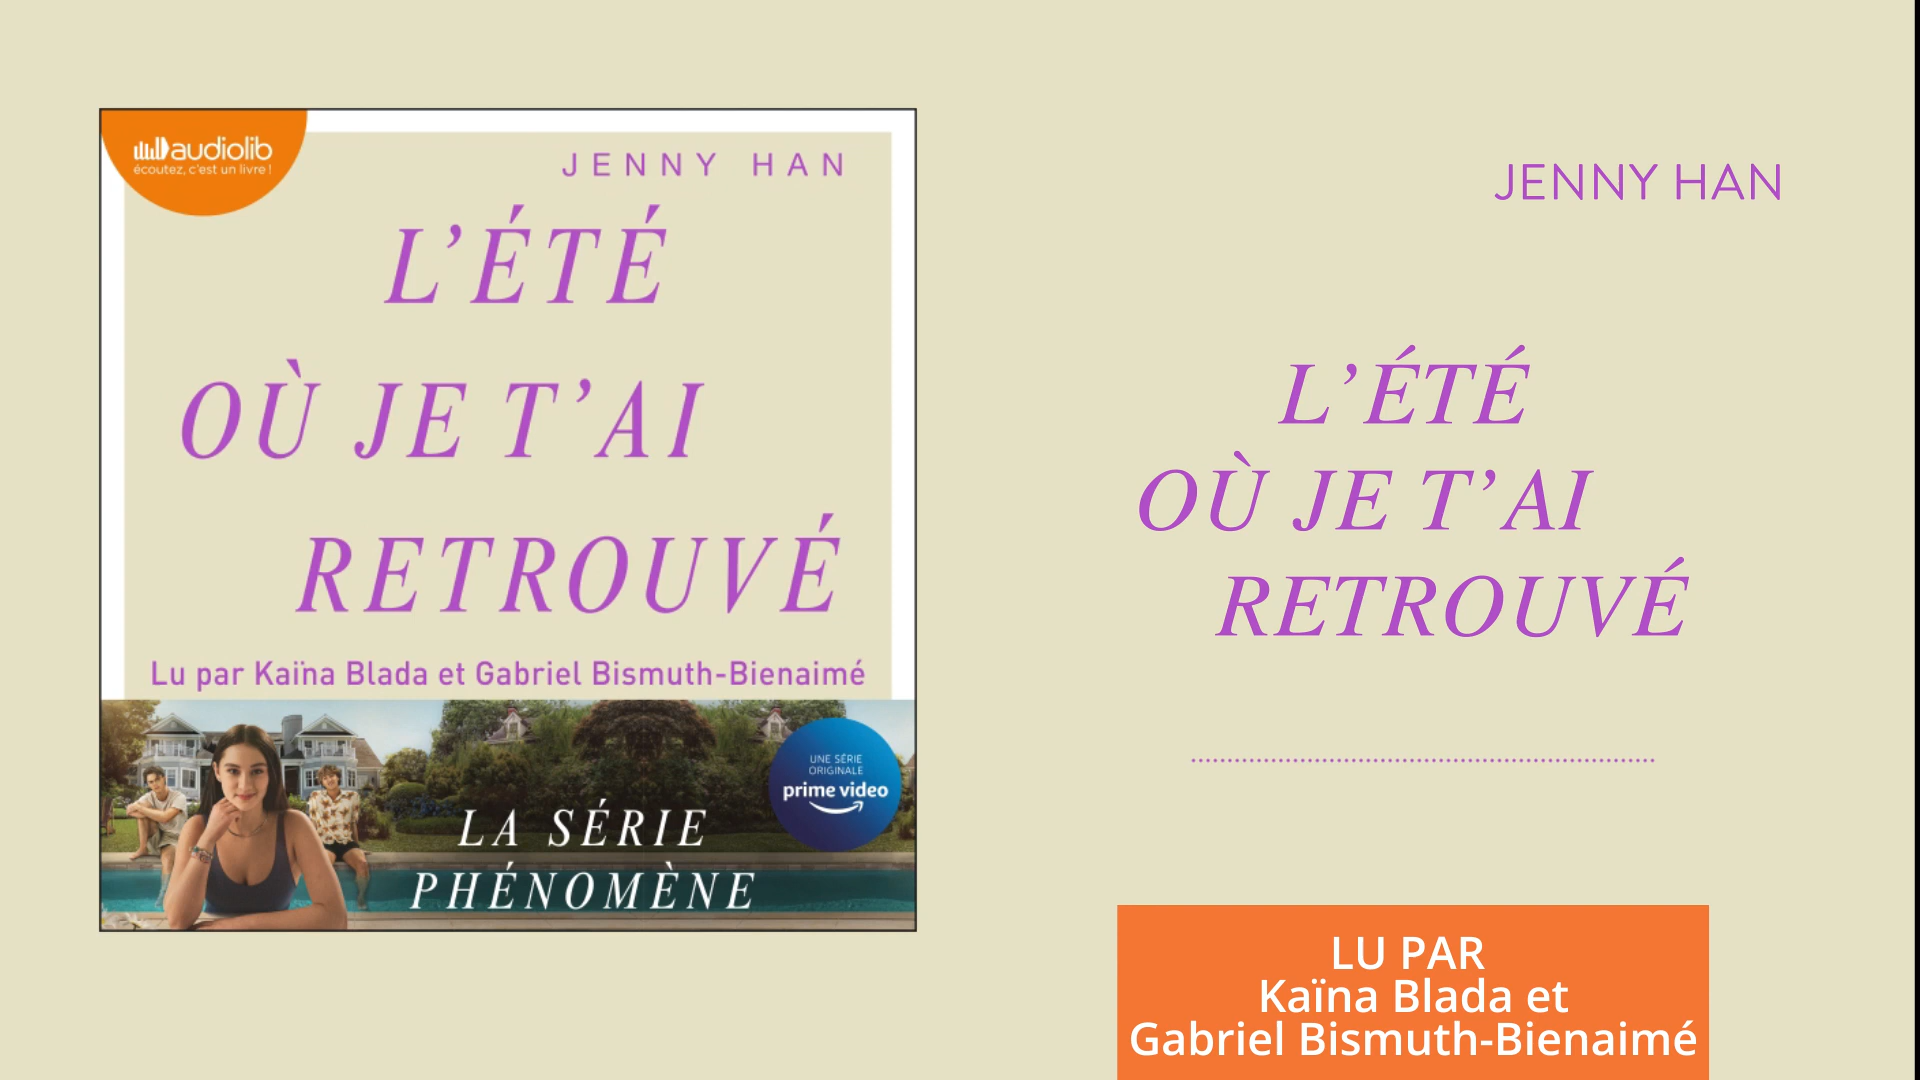 audiolib
écoutez, c'est un livre !
JENNY HAN
L'ÉTÉ
OÙ JE T'AI
RETROUVÉ
Lu par Kaïna Blada et Gabriel Bismuth-Bienaimé
UNE SÉRIE
ORIGINALE
prime video
LA SÉRIE
PHÉNOMÈNE
JENNY HAN
L'ÉTÉ
OÙ JE T'AI
RETROUVÉ
LU PAR
Kaïna Blada et
Gabriel Bismuth-Bienaimé